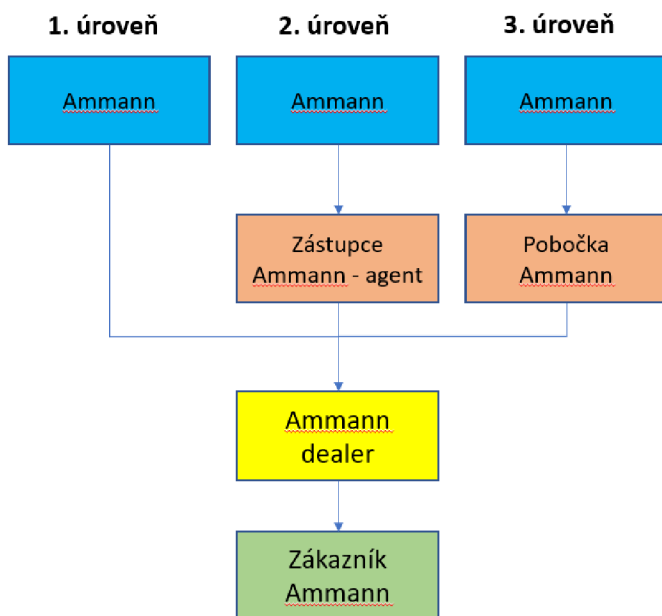 1. úroveň
2. úroveň
3. úroveň
Ammann
Ammann
Ammann
Zástupce
Ammann - agent
Pobočka
Ammann
Ammann
dealer
Zákazník
Ammann